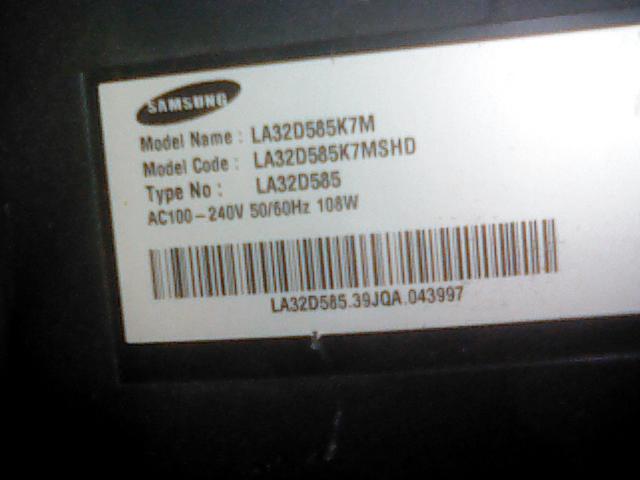 SAMSUNG
Model Name : LA32D585K7M
Model Code : LA32D585K7MSHD
Type No : LA32D585
AC100-240V 50/60Hz 108W
LA32D585.39JQA.043997